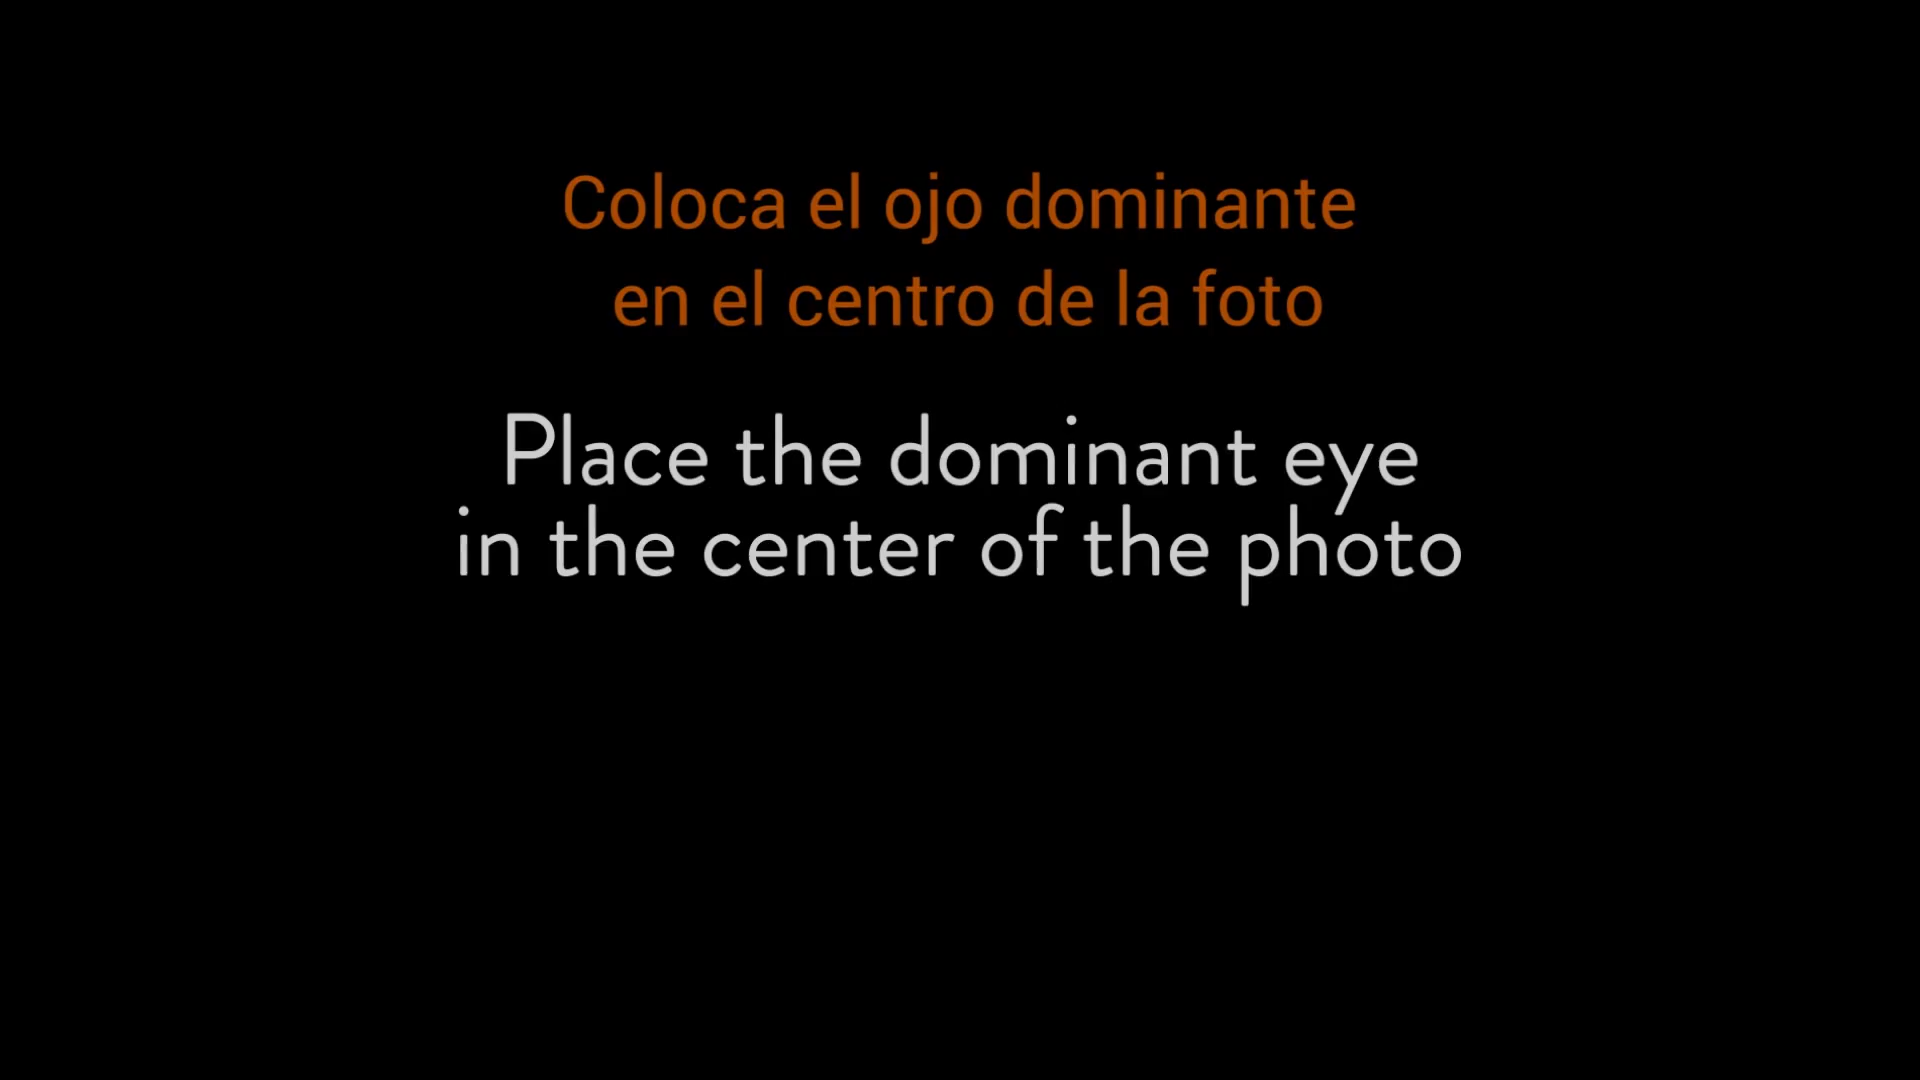 Coloca el ojo dominante
en el centro de la foto
Place the dominant eye
in the center of the photo